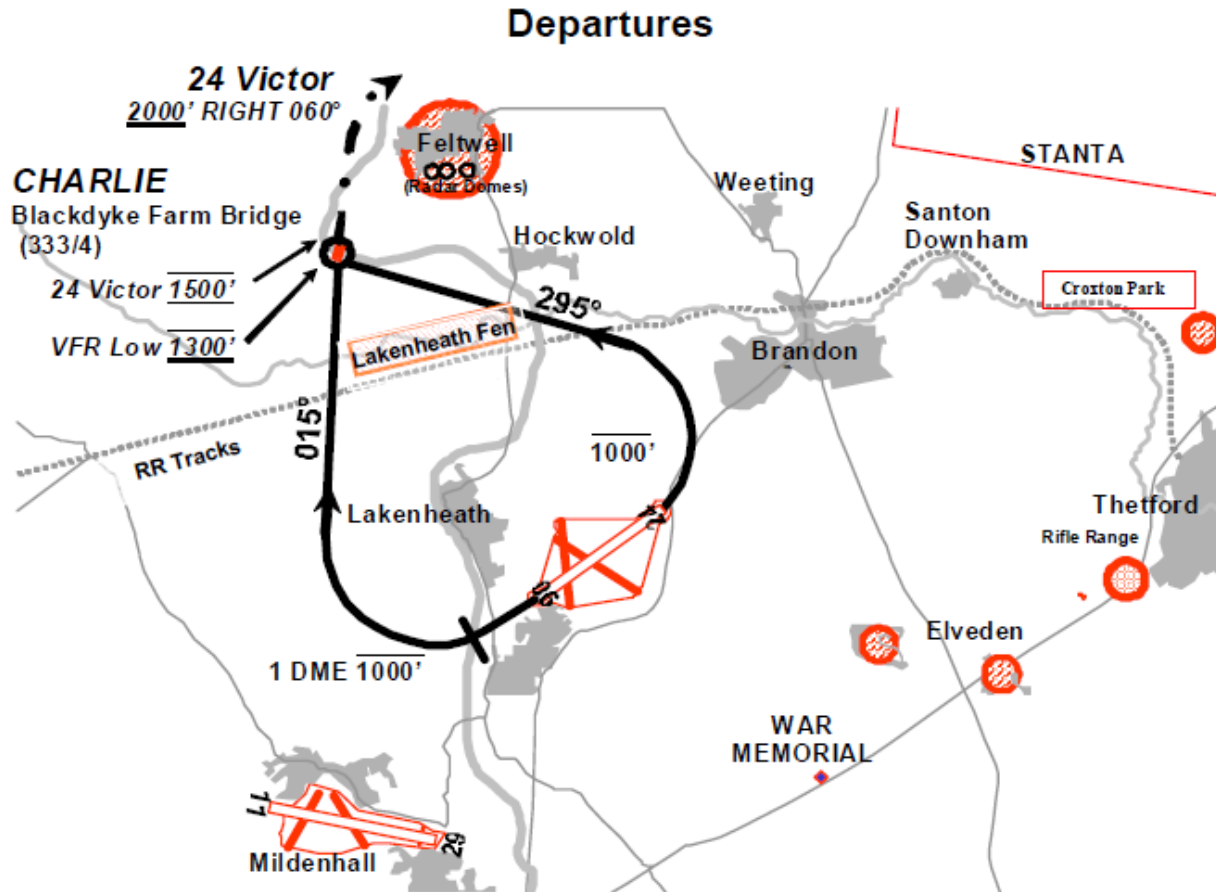 Departures
24 Victor
2000' RIGHT 060°
CHARLIE
Blackdyke Farm Bridge
(333/4)
24 Victor 1500'
VFR Low 1300'
Feltwell
(Radar Domes)
STANTA
Weeting
Santon
Downham
Hockwold
Croxton Park
295°
Lakenheath Fen
Brandon
015°
RR Tracks
1000'
Lakenheath
24
Thetford
Rifle Range
06
Elveden
1 DME 1000'
WAR
MEMORIAL
11
29
Mildenhall